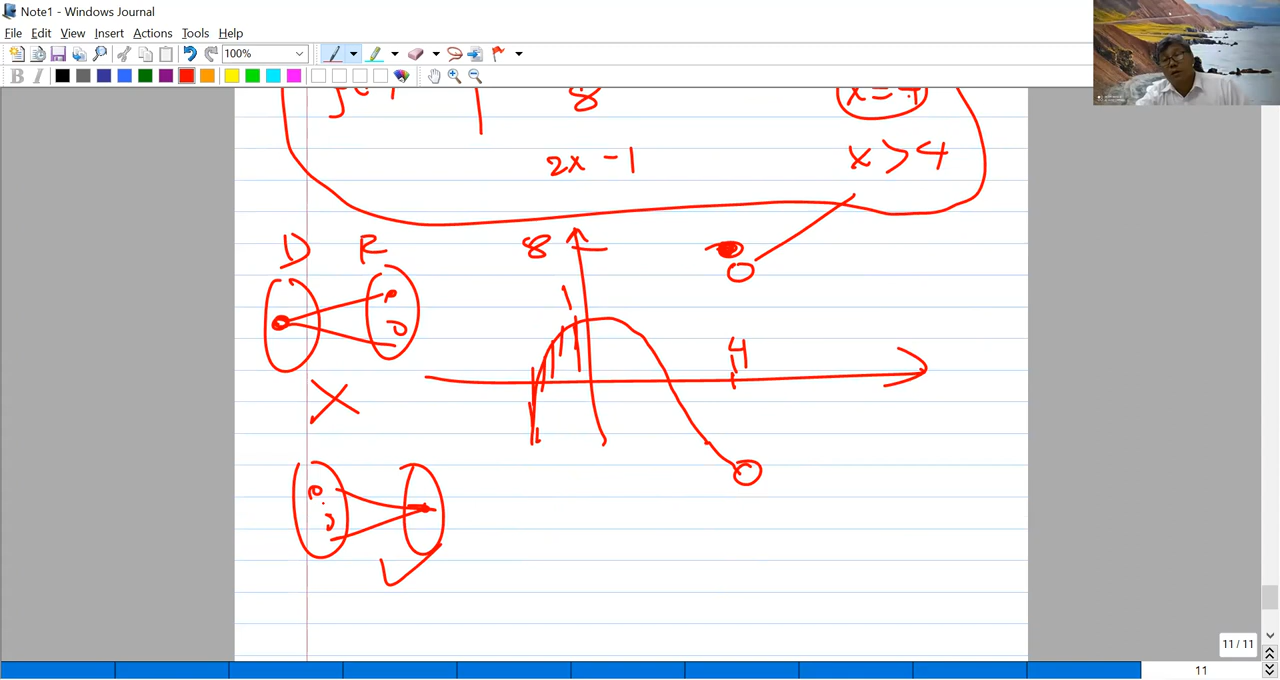 Note1 - Windows Journal
File Edit View Insert Actions Tools Help
100%
B I
8 x = 4
2x - 1 x > 4
D R 8
4
11 / 11
11